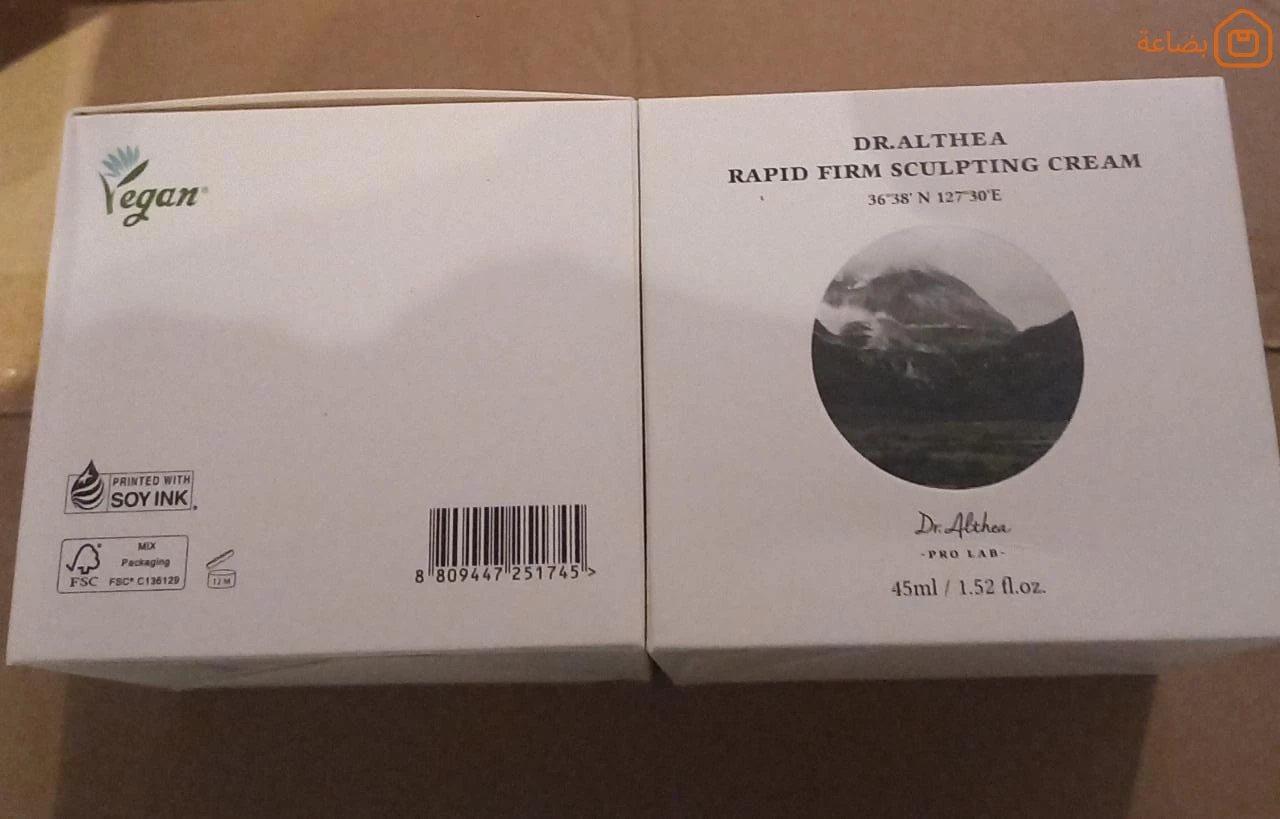 بضاعة
Vegan®
PRINTED WITH
SOY INK
MIX
Packaging
FSC
FSC® C136129
12 M
8 809447 251745 >
DR.ALTHEA
RAPID FIRM SCULPTING CREAM
36°38' N 127°30'E
Dr. Althea
-PRO LAB-
45ml / 1.52 fl.oz.